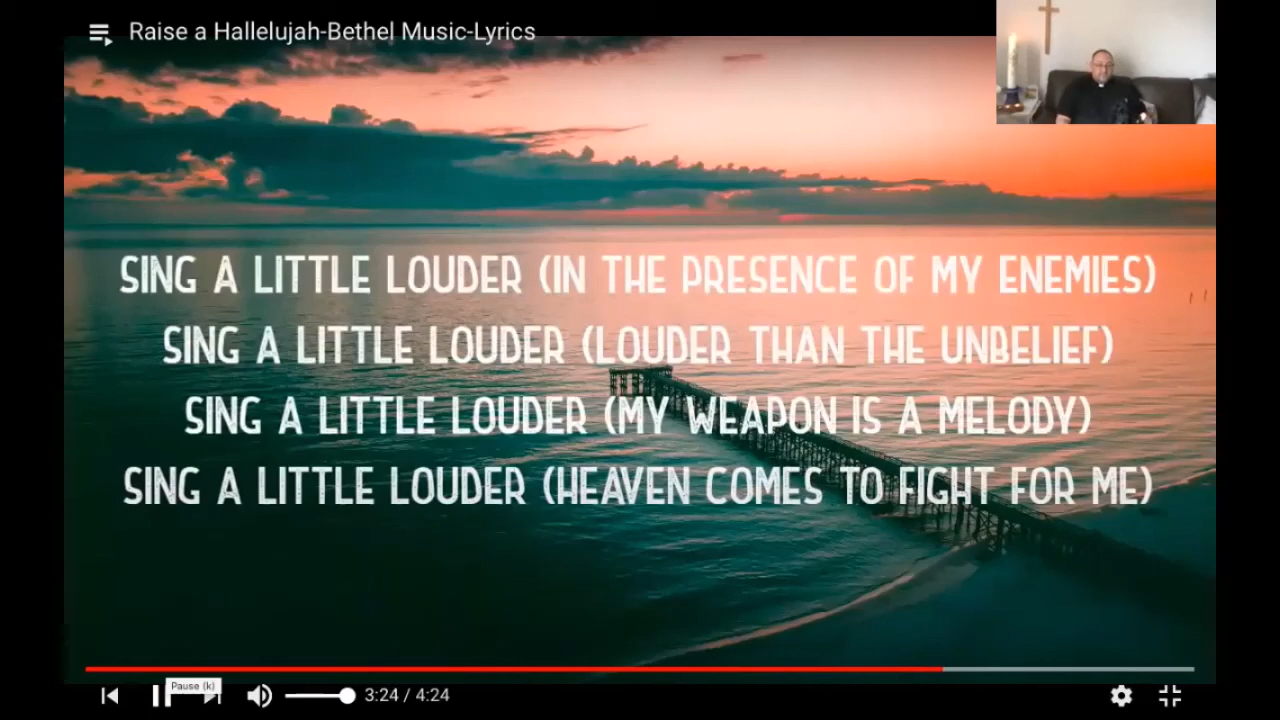 Raise a Hallelujah-Bethel Music-Lyrics
SING A LITTLE LOUDER (IN THE PRESENCE OF MY ENEMIES)
SING A LITTLE LOUDER (LOUDER THAN THE UNBELIEF)
SING A LITTLE LOUDER (MY WEAPON IS A MELODY)
SING A LITTLE LOUDER (HEAVEN COMES TO FIGHT FOR ME)
Pause (k)
3:24 / 4:24